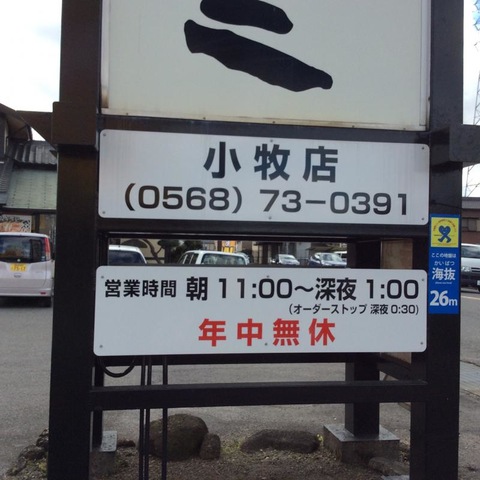 小牧店
(0568) 73-0391
営業時間 朝 11:00～深夜 1:00
(オーダーストップ 深夜 0:30)
年中無休
ここの地盤は
かいばつ
海抜
26m